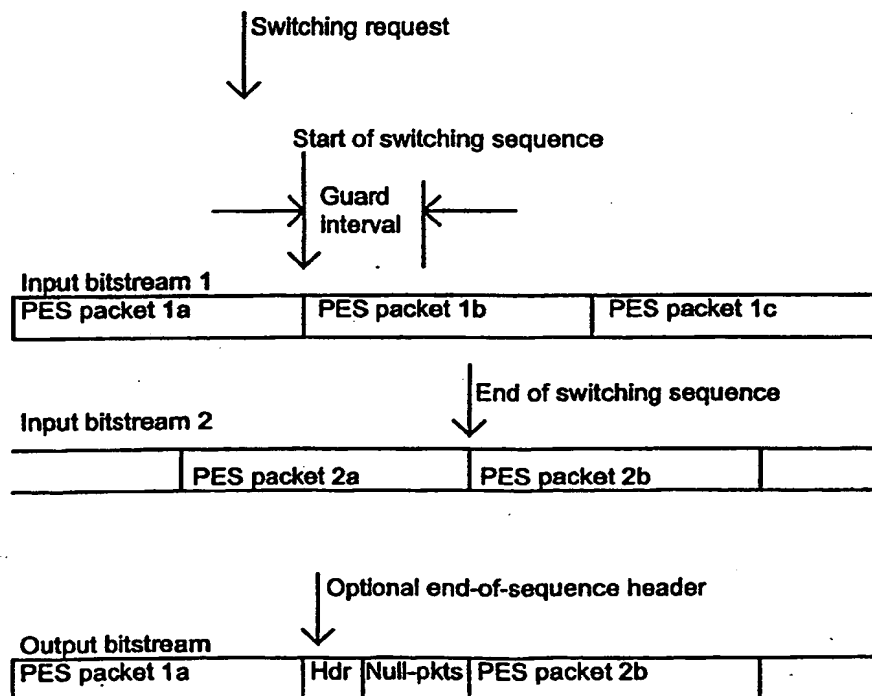 Switching request
Start of switching sequence
Guard
interval
Input bitstream 1
PES packet 1a
PES packet 1b
PES packet 1c
End of switching sequence
Input bitstream 2
PES packet 2a
PES packet 2b
Optional end-of-sequence header
Output bitstream
PES packet 1a
Hdr
Null-pkts
PES packet 2b